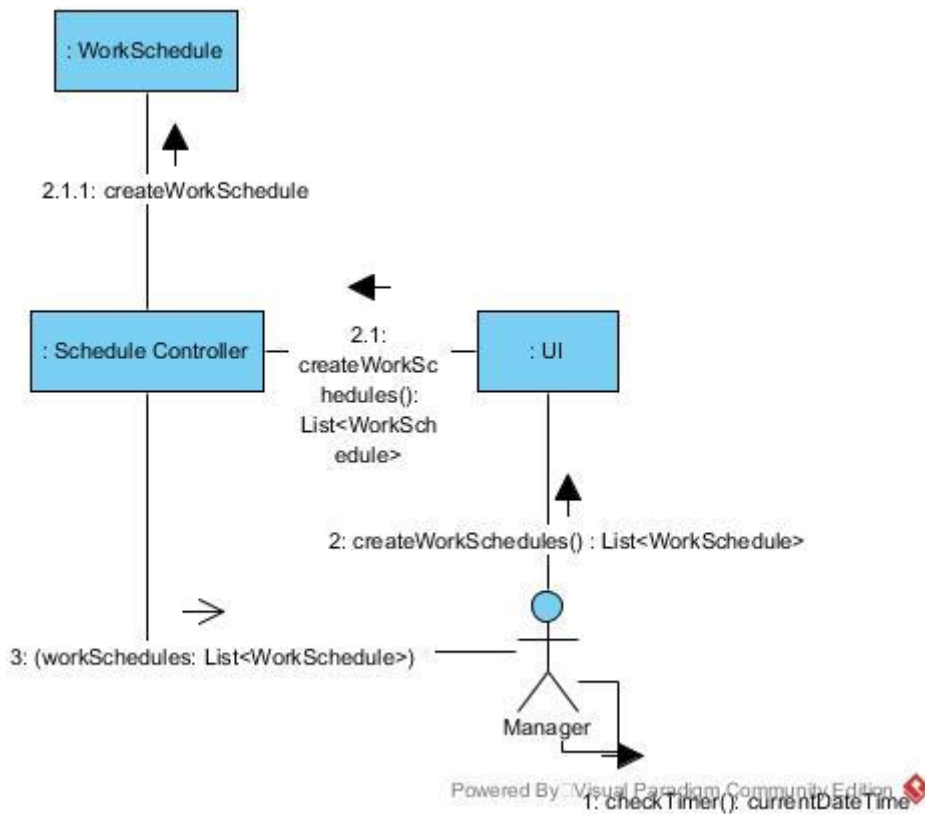 : WorkSchedule
2.1.1: createWorkSchedule
: Schedule Controller
2.1:
createWorkSc
hedules():
List<WorkSch
edule>
: UI
2: createWorkSchedules() : List<WorkSchedule>
3: (workSchedules: List<WorkSchedule>)
Manager
Powered By Visual Paradigm Community Edition
1: checkTimer(): currentDateTime